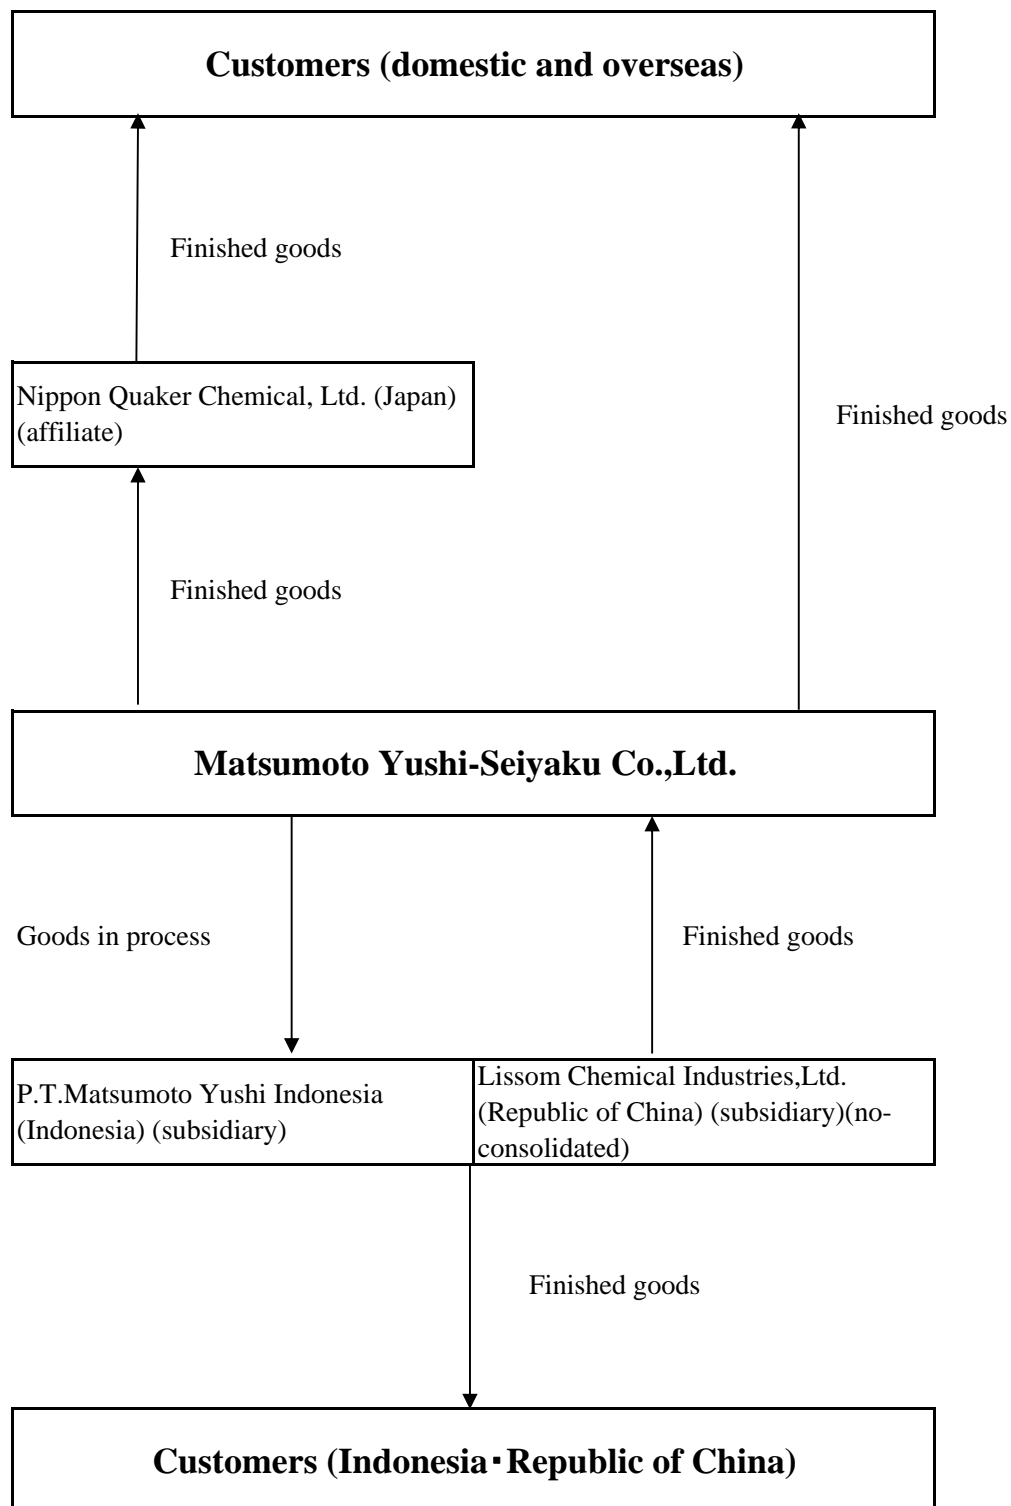 Customers (domestic and overseas)
Finished goods
Nippon Quaker Chemical, Ltd. (Japan)
(affiliate)
Finished goods
Finished goods
Matsumoto Yushi-Seiyaku Co.,Ltd.
Goods in process
Finished goods
P.T.Matsumoto Yushi Indonesia
(Indonesia) (subsidiary)
Lissom Chemical Industries,Ltd.
(Republic of China) (subsidiary)(no-
consolidated)
Finished goods
Customers (Indonesia・Republic of China)